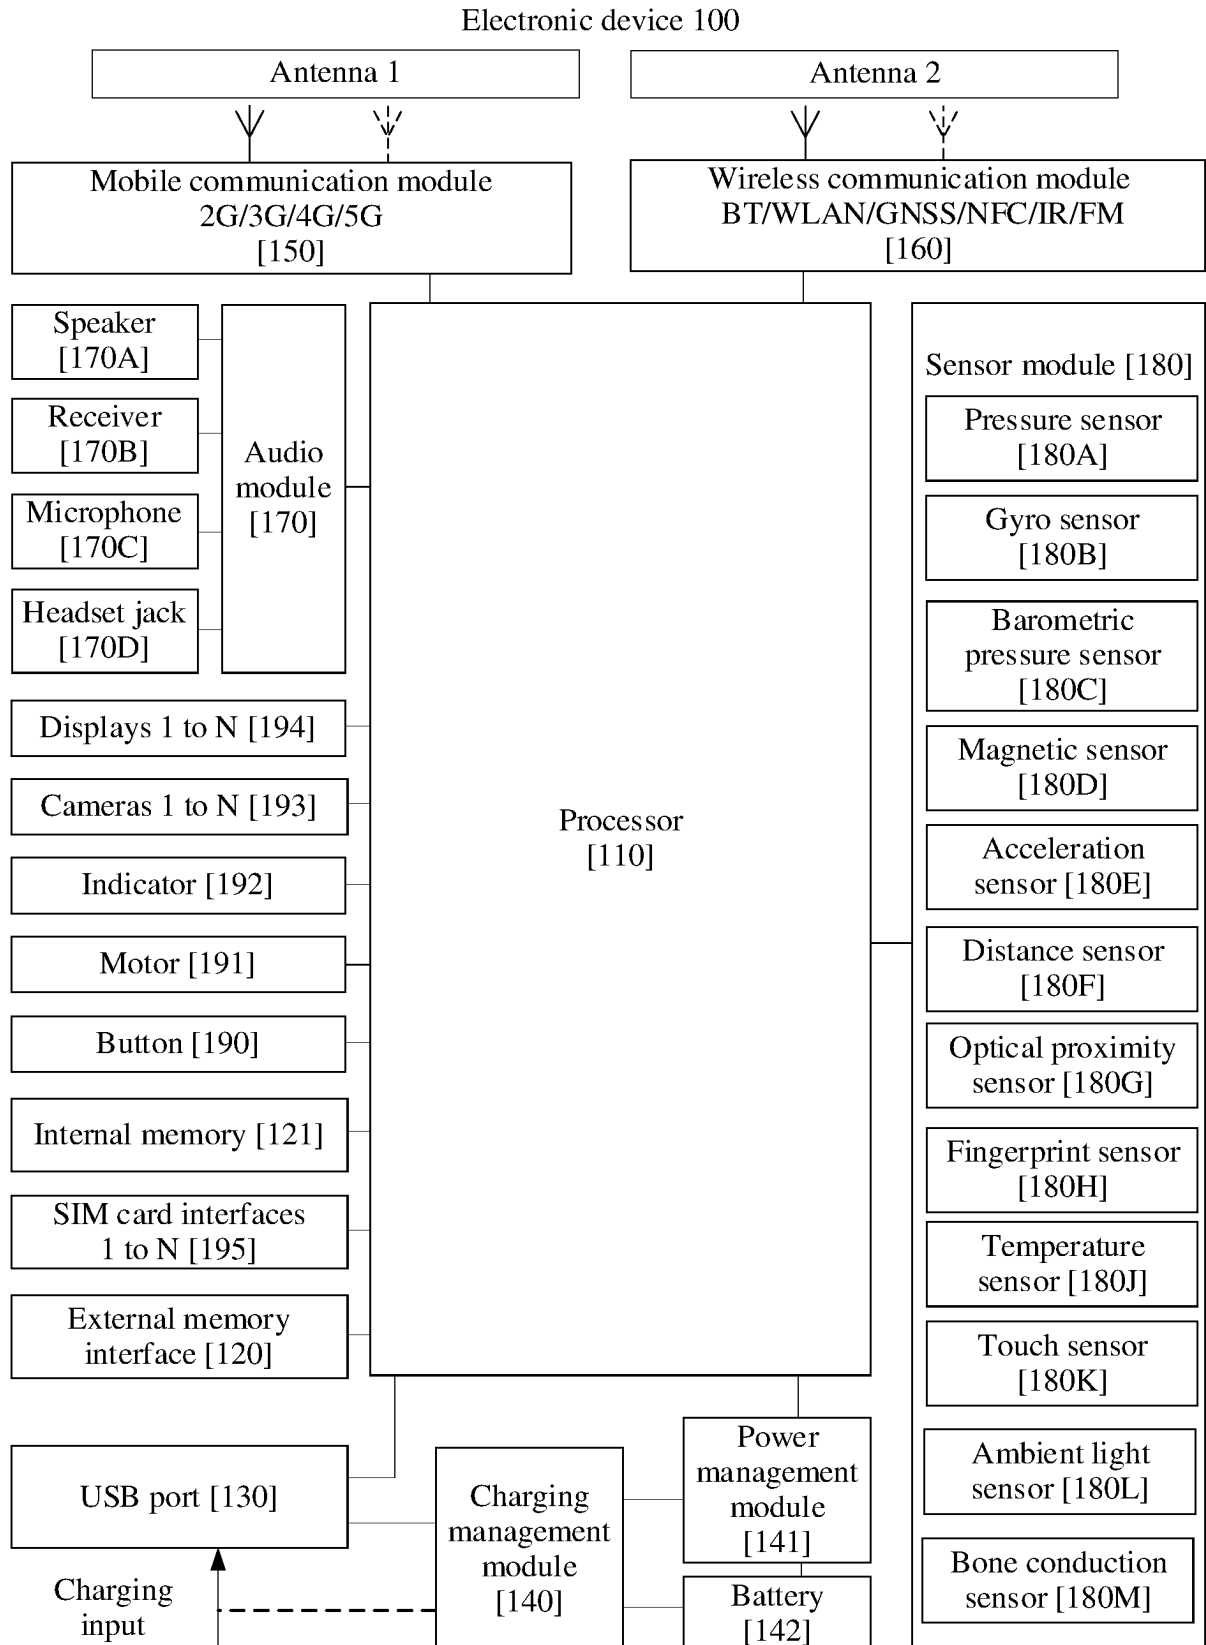 Electronic device 100
Antenna 1
Antenna 2
Mobile communication module
2G/3G/4G/5G
[150]
Wireless communication module
BT/WLAN/GNSS/NFC/IR/FM
[160]
Speaker
[170A]
Receiver
[170B]
Microphone
[170C]
Headset jack
[170D]
Audio
module
[170]
Displays 1 to N [194]
Cameras 1 to N [193]
Indicator [192]
Motor [191]
Button [190]
Internal memory [121]
SIM card interfaces
1 to N [195]
External memory
interface [120]
Processor
[110]
Sensor module [180]
Pressure sensor
[180A]
Gyro sensor
[180B]
Barometric
pressure sensor
[180C]
Magnetic sensor
[180D]
Acceleration
sensor [180E]
Distance sensor
[180F]
Optical proximity
sensor [180G]
Fingerprint sensor
[180H]
Temperature
sensor [180J]
Touch sensor
[180K]
Ambient light
sensor [180L]
Bone conduction
sensor [180M]
USB port [130]
Charging
input
Charging
management
module
[140]
Power
management
module
[141]
Battery
[142]